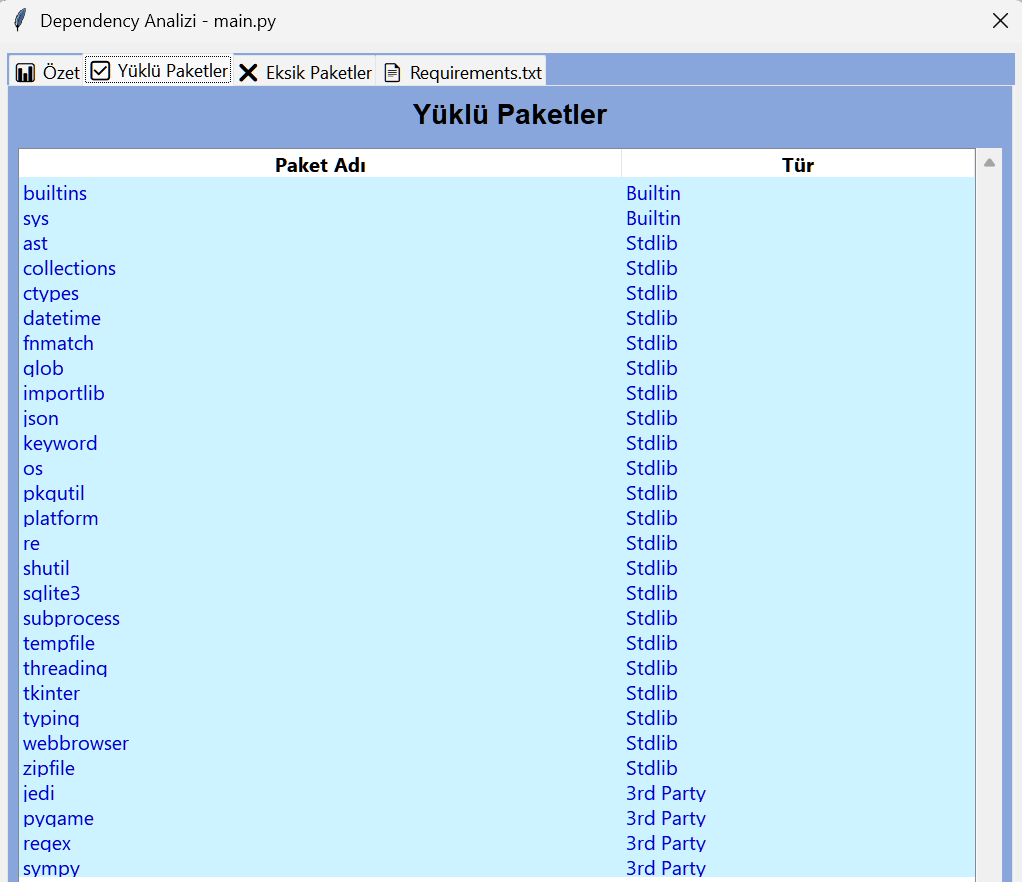 Dependency Analizi - main.py
Özet Yüklü Paketler Eksik Paketler Requirements.txt
Yüklü Paketler
Paket Adı Tür
builtins Builtin
sys Builtin
ast Stdlib
collections Stdlib
ctypes Stdlib
datetime Stdlib
fnmatch Stdlib
glob Stdlib
importlib Stdlib
json Stdlib
keyword Stdlib
os Stdlib
pkgutil Stdlib
platform Stdlib
re Stdlib
shutil Stdlib
sqlite3 Stdlib
subprocess Stdlib
tempfile Stdlib
threading Stdlib
tkinter Stdlib
typing Stdlib
webbrowser Stdlib
zipfile Stdlib
jedi 3rd Party
pygame 3rd Party
regex 3rd Party
sympy 3rd Party